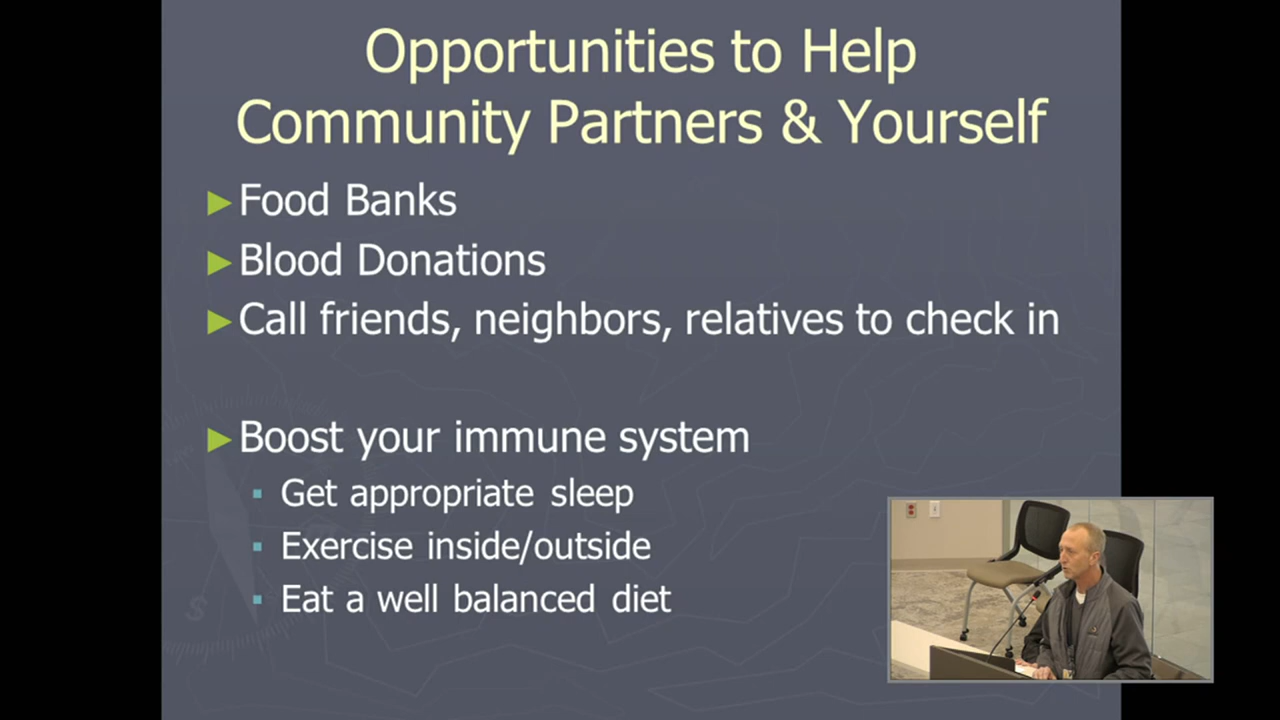 Opportunities to Help
Community Partners & Yourself
►Food Banks
►Blood Donations
►Call friends, neighbors, relatives to check in
►Boost your immune system
▪ Get appropriate sleep
▪ Exercise inside/outside
▪ Eat a well balanced diet
S